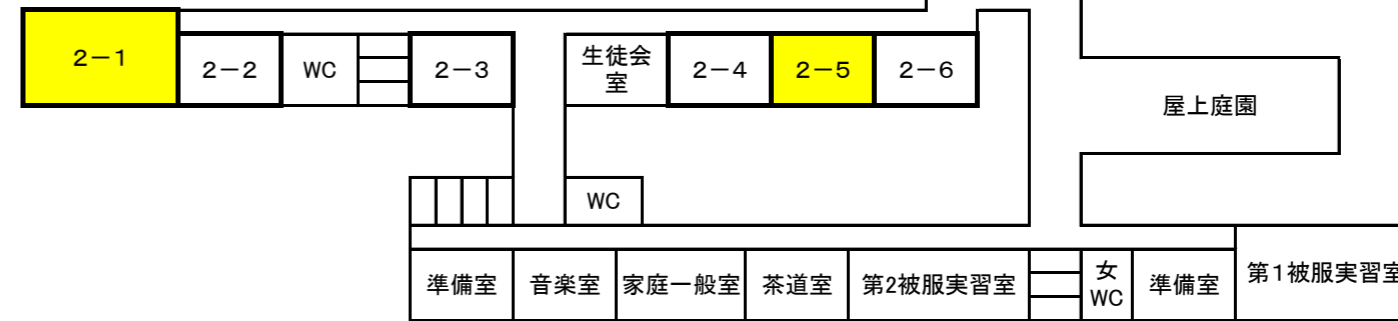 2－1
2－2
WC
2－3
生徒会
室
2－4
2－5
2－6
屋上庭園
WC
準備室
音楽室
家庭一般室
茶道室
第2被服実習室
女
WC
準備室
第1被服実習室